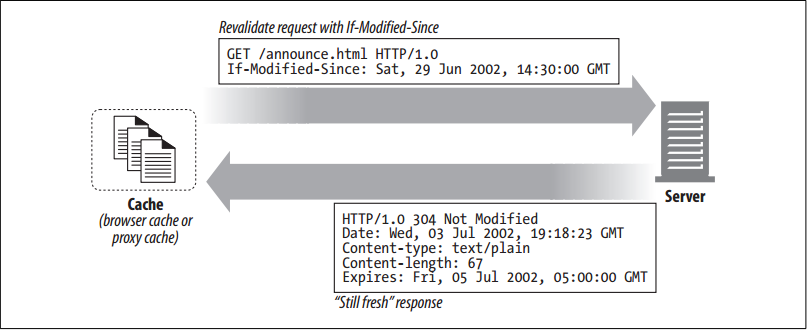 Revalidate request with If-Modified-Since
GET /announce.html HTTP/1.0
If-Modified-Since: Sat, 29 Jun 2002, 14:30:00 GMT
Cache
(browser cache or
proxy cache)
Server
HTTP/1.0 304 Not Modified
Date: Wed, 03 Jul 2002, 19:18:23 GMT
Content-type: text/plain
Content-length: 67
Expires: Fri, 05 Jul 2002, 05:00:00 GMT
“Still fresh” response